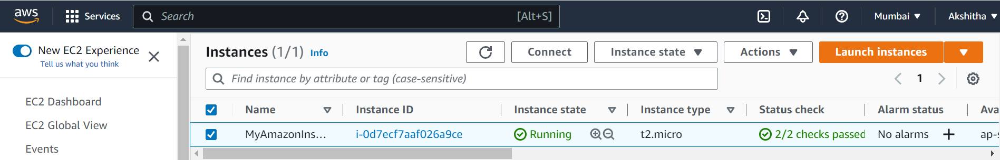 aws
Services
Search [Alt+S]
Mumbai
Akshitha
New EC2 Experience
Tell us what you think
EC2 Dashboard
EC2 Global View
Events
Instances (1/1) Info
Connect
Instance state
Actions
Launch instances
Find instance by attribute or tag (case-sensitive)
1
Name Instance ID Instance state Instance type Status check Alarm status Ava
MyAmazonIns... i-0d7ecf7aaf026a9ce Running t2.micro 2/2 checks passed No alarms + ap-s